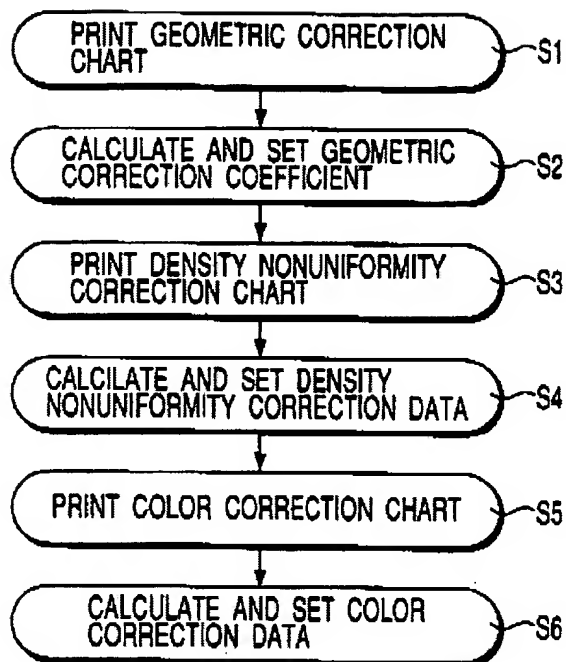 PRINT GEOMETRIC CORRECTION
CHART
S1
CALCULATE AND SET GEOMETRIC
CORRECTION COEFFICIENT
S2
PRINT DENSITY NONUNIFORMITY
CORRECTION CHART
S3
CALCILATE AND SET DENSITY
NONUNIFORMITY CORRECTION DATA
S4
PRINT COLOR CORRECTION CHART
S5
CALCULATE AND SET COLOR
CORRECTION DATA
S6